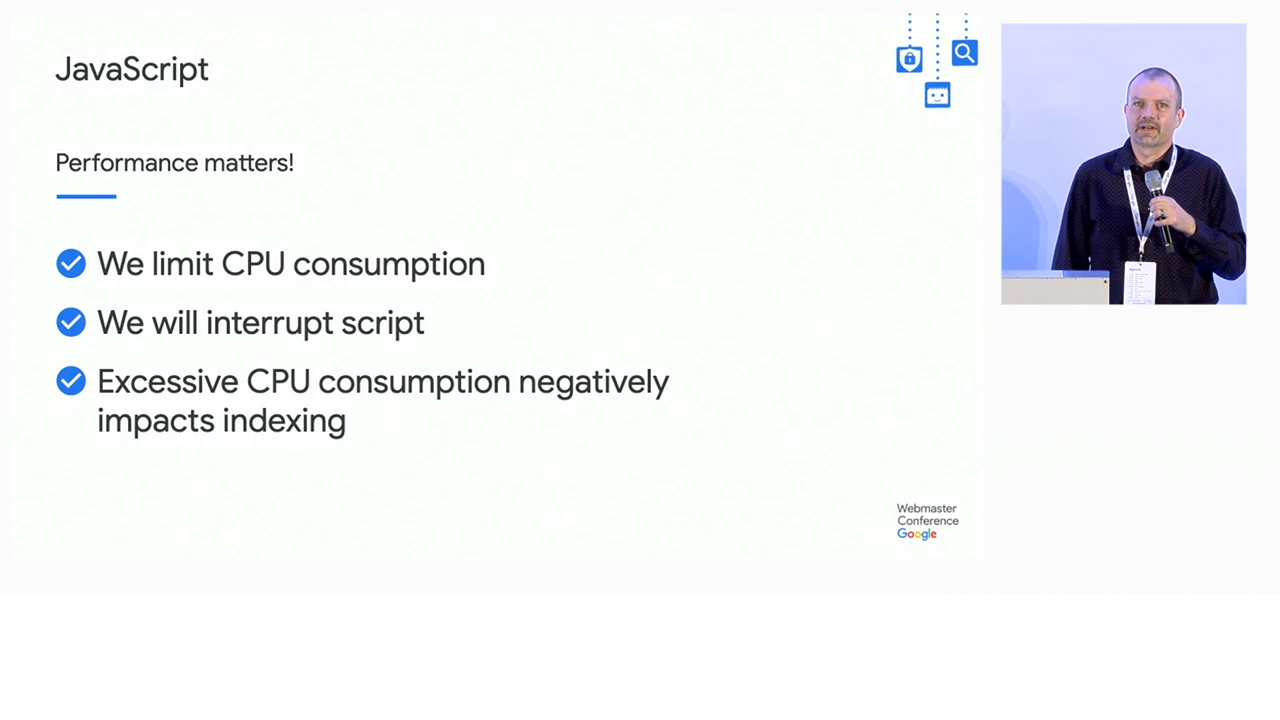 JavaScript
Performance matters!
We limit CPU consumption
We will interrupt script
Excessive CPU consumption negatively
impacts indexing
Webmaster
Conference
Google